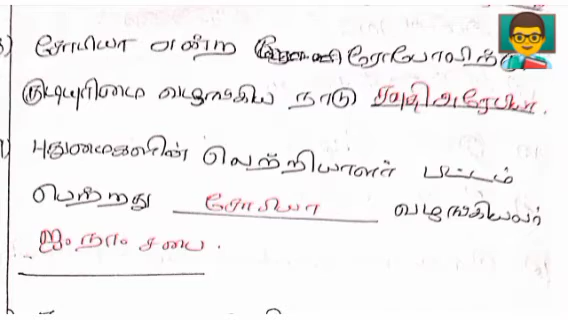 சோபியா என்ற ரோபோவிற்கு
குடியுரிமை வழங்கிய நாடு சவுதி அரேபியா.
புதுமைகளின் வெற்றியாளர் பட்டம்
பெற்றது சோபியா வழங்கியவர்
ஐ.நா. சபை.